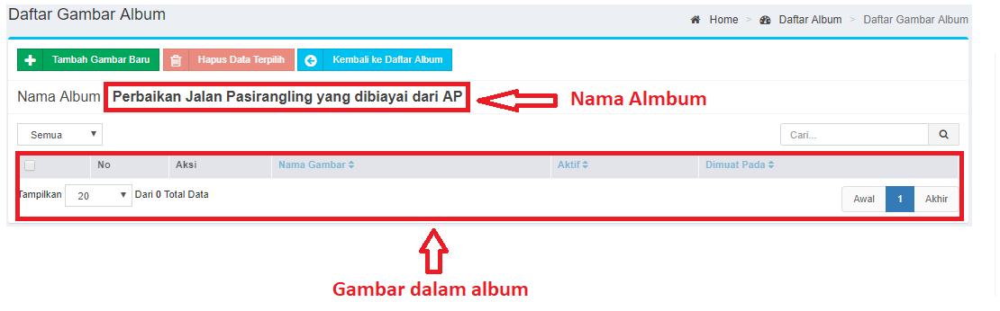 Daftar Gambar Album
Home > Daftar Album > Daftar Gambar Album
Tambah Gambar Baru Hapus Data Terpilih Kembali ke Daftar Album
Nama Album Perbaikan Jalan Pasirangling yang dibiayai dari AP
Nama Almbum
Semua Cari...
No Aksi Nama Gambar Aktif Dimuat Pada
Tampilkan 20 Dari 0 Total Data
Awal 1 Akhir
Gambar dalam album